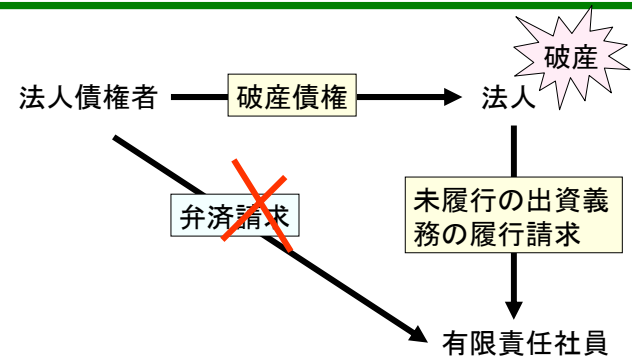 破産
法人債権者
破産債権
法人
弁済請求
未履行の出資義
務の履行請求
有限責任社員